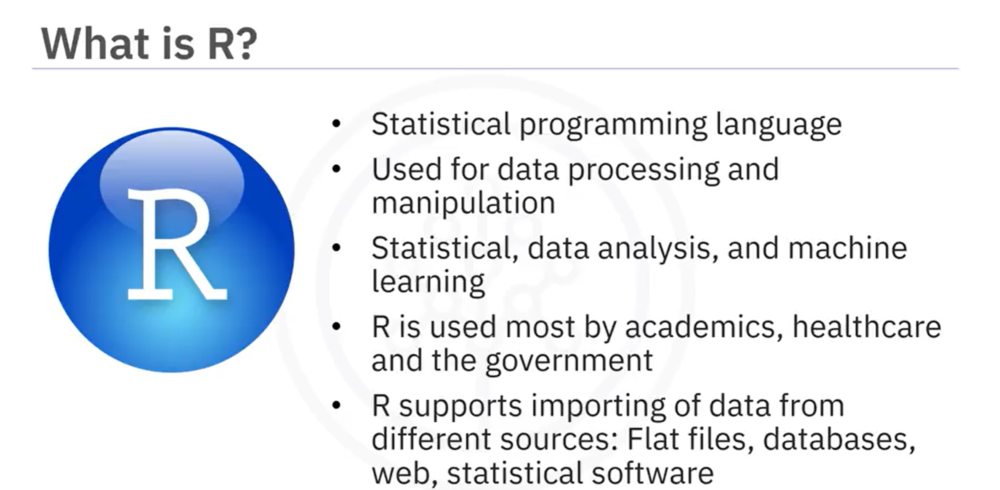 What is R?
R
• Statistical programming language
• Used for data processing and
manipulation
• Statistical, data analysis, and machine
learning
• R is used most by academics, healthcare
and the government
• R supports importing of data from
different sources: Flat files, databases,
web, statistical software